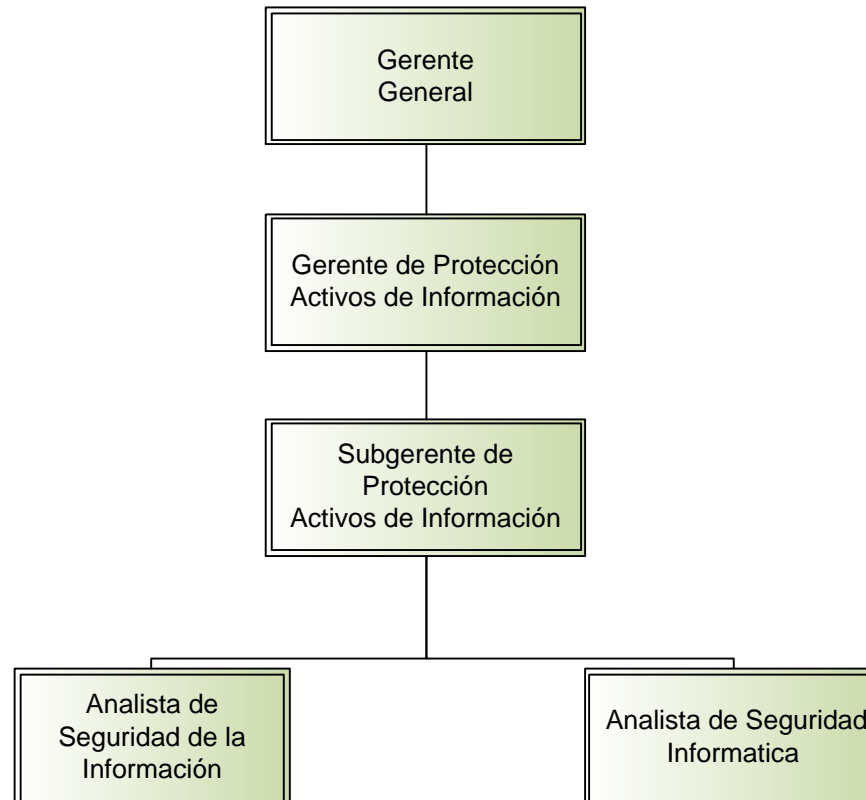 Gerente
General
Gerente de Protección
Activos de Información
Subgerente de
Protección
Activos de Información
Analista de
Seguridad de la
Información
Analista de Seguridad
Informatica